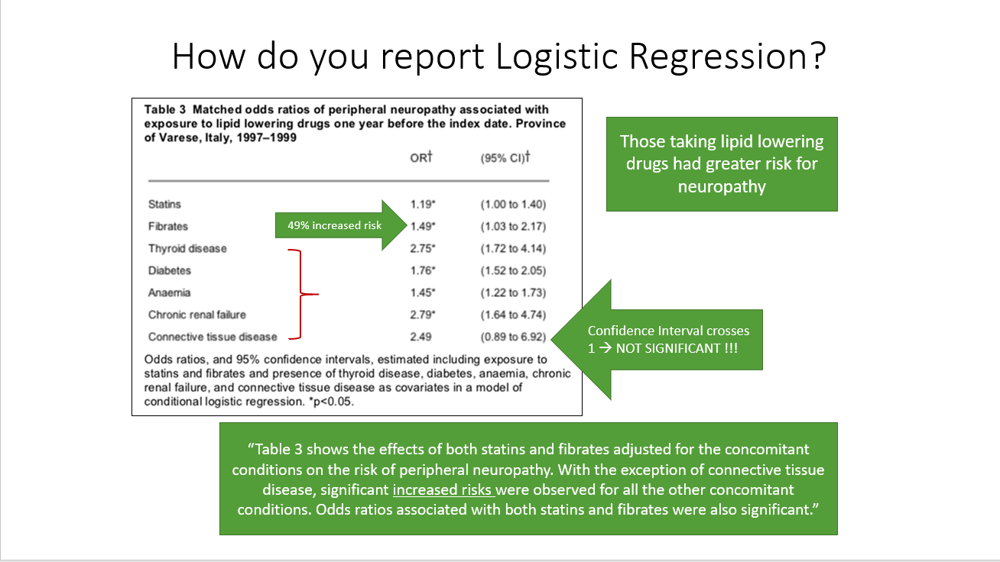 How do you report Logistic Regression?
Table 3 Matched odds ratios of peripheral neuropathy associated with
exposure to lipid lowering drugs one year before the index date. Province
of Varese, Italy, 1997–1999
OR† (95% CI)†
Statins 1.19* (1.00 to 1.40)
Fibrates 1.49* (1.03 to 2.17)
Thyroid disease 2.75* (1.72 to 4.14)
Diabetes 1.76* (1.52 to 2.05)
Anaemia 1.45* (1.22 to 1.73)
Chronic renal failure 2.79* (1.64 to 4.74)
Connective tissue disease 2.49 (0.89 to 6.92)
Odds ratios, and 95% confidence intervals, estimated including exposure to
statins and fibrates and presence of thyroid disease, diabetes, anaemia, chronic
renal failure, and connective tissue disease as covariates in a model of
conditional logistic regression. *p<0.05.
49% increased risk
Those taking lipid lowering
drugs had greater risk for
neuropathy
Confidence Interval crosses
1 → NOT SIGNIFICANT !!!
“Table 3 shows the effects of both statins and fibrates adjusted for the concomitant
conditions on the risk of peripheral neuropathy. With the exception of connective tissue
disease, significant increased risks were observed for all the other concomitant
conditions. Odds ratios associated with both statins and fibrates were also significant.”